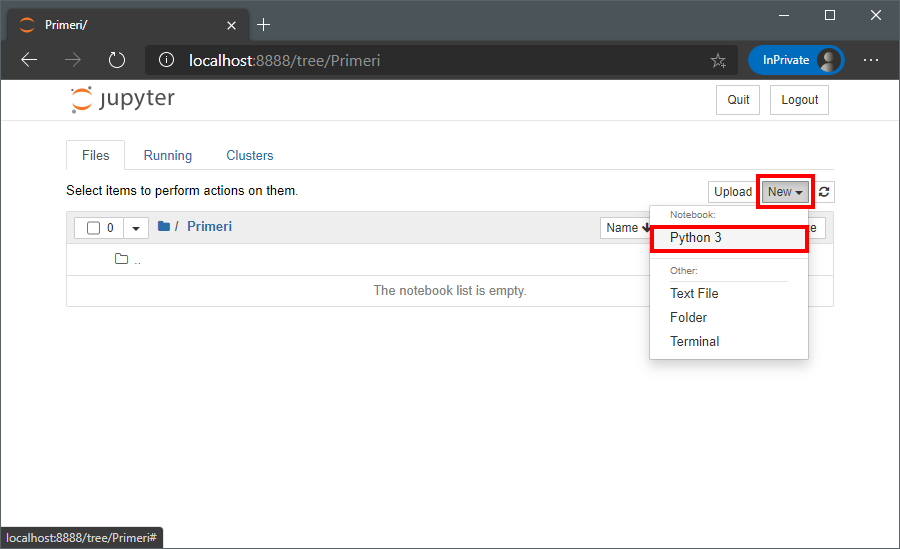 Primeri/
localhost:8888/tree/Primeri
InPrivate
jupyter
Quit
Logout
Files
Running
Clusters
Select items to perform actions on them.
Upload
New
0
/ Primeri
Name
e
Notebook:
Python 3
..
Other:
The notebook list is empty.
Text File
Folder
Terminal
localhost:8888/tree/Primeri#